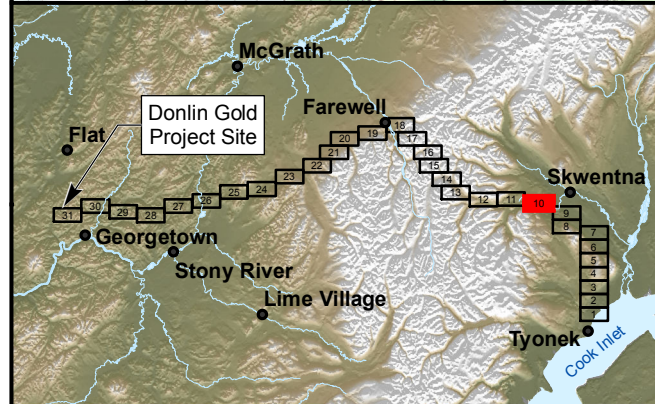 McGrath
Donlin Gold
Project Site
Farewell
Flat
Skwentna
Georgetown
Stony River
Lime Village
Tyonek
Cook Inlet
31
30
29
28
27
26
25
24
23
22
21
20
19
18
17
16
15
14
13
12
11
10
9
8
7
6
5
4
3
2
1